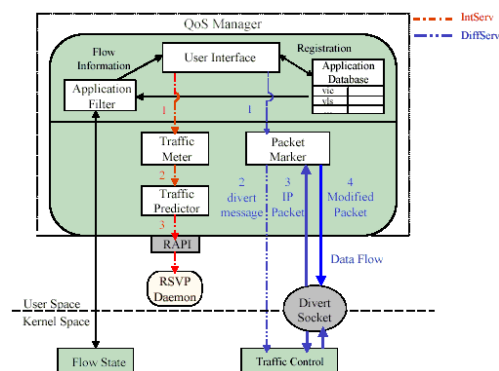 QoS Manager
IntServ
DiffServ
Flow
Information
User Interface
Registration
Application
Database
vic
vls
...
Application
Filter
1
1
Traffic
Meter
Packet
Marker
2
Traffic
Predictor
3
2
divert
message
3
IP
Packet
4
Modified
Packet
RAPI
Data Flow
RSVP
Daemon
Divert
Socket
User Space
Kernel Space
Flow State
Traffic Control